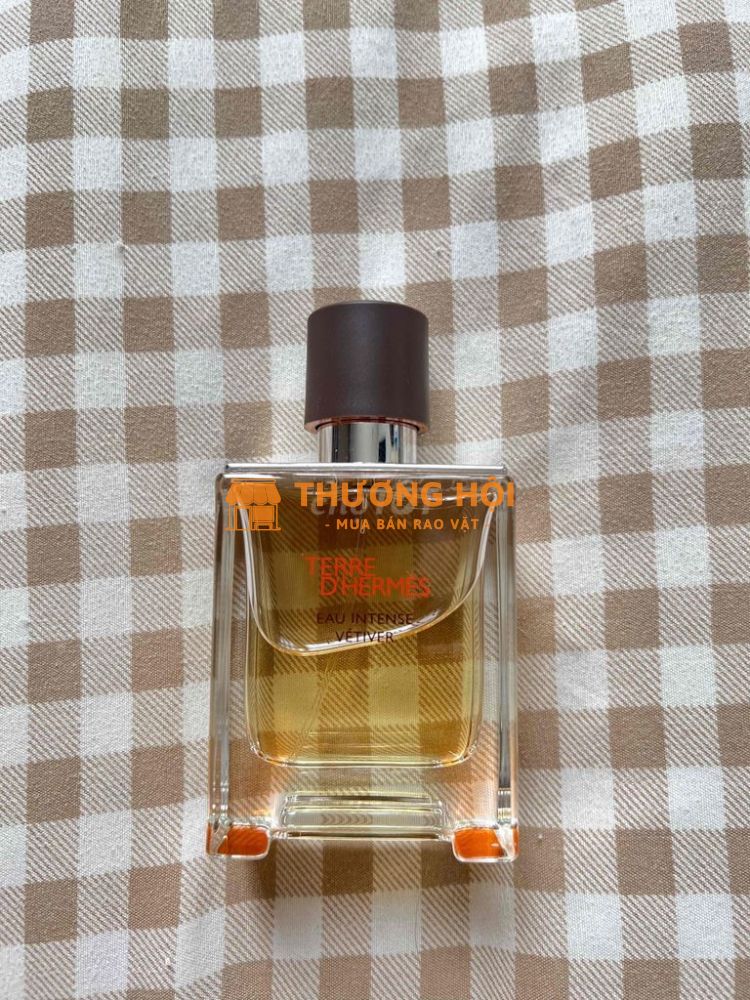 THƯƠNG HỘI
- MUA BÁN RAO VẶT -
TERRE
D'HERMÈS
EAU INTENSE
VÉTIVER